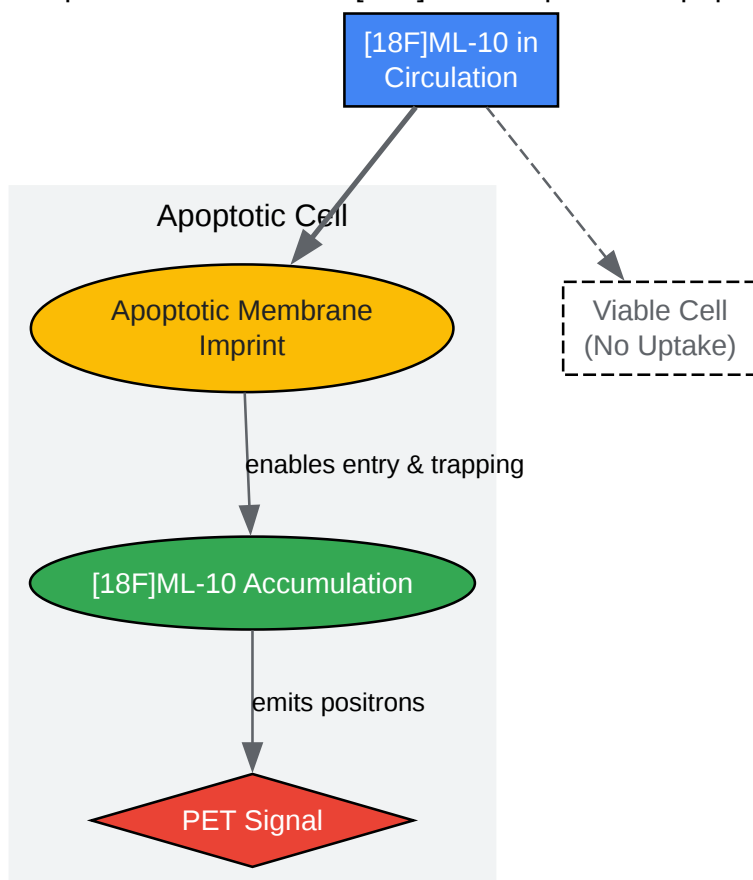 [18F]ML-10 in
Circulation
Apoptotic Cell
Apoptotic Membrane
Imprint
Viable Cell
(No Uptake)
enables entry & trapping
[18F]ML-10 Accumulation
emits positrons
PET Signal